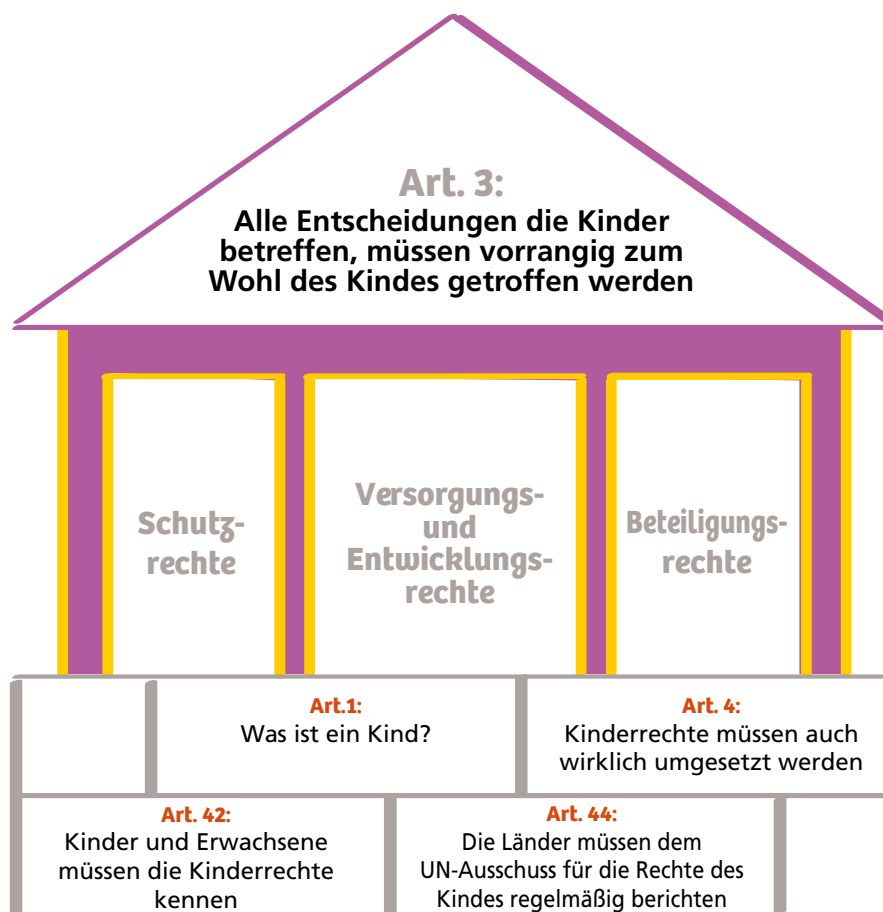 Art. 3:
Alle Entscheidungen die Kinder
betreffen, müssen vorrangig zum
Wohl des Kindes getroffen werden
Schutz-
rechte
Versorgungs-
und
Entwicklungs-
rechte
Beteiligungs-
rechte
Art.1:
Was ist ein Kind?
Art. 4:
Kinderrechte müssen auch
wirklich umgesetzt werden
Art. 42:
Kinder und Erwachsene
müssen die Kinderrechte
kennen
Art. 44:
Die Länder müssen dem
UN-Ausschuss für die Rechte des
Kindes regelmäßig berichten